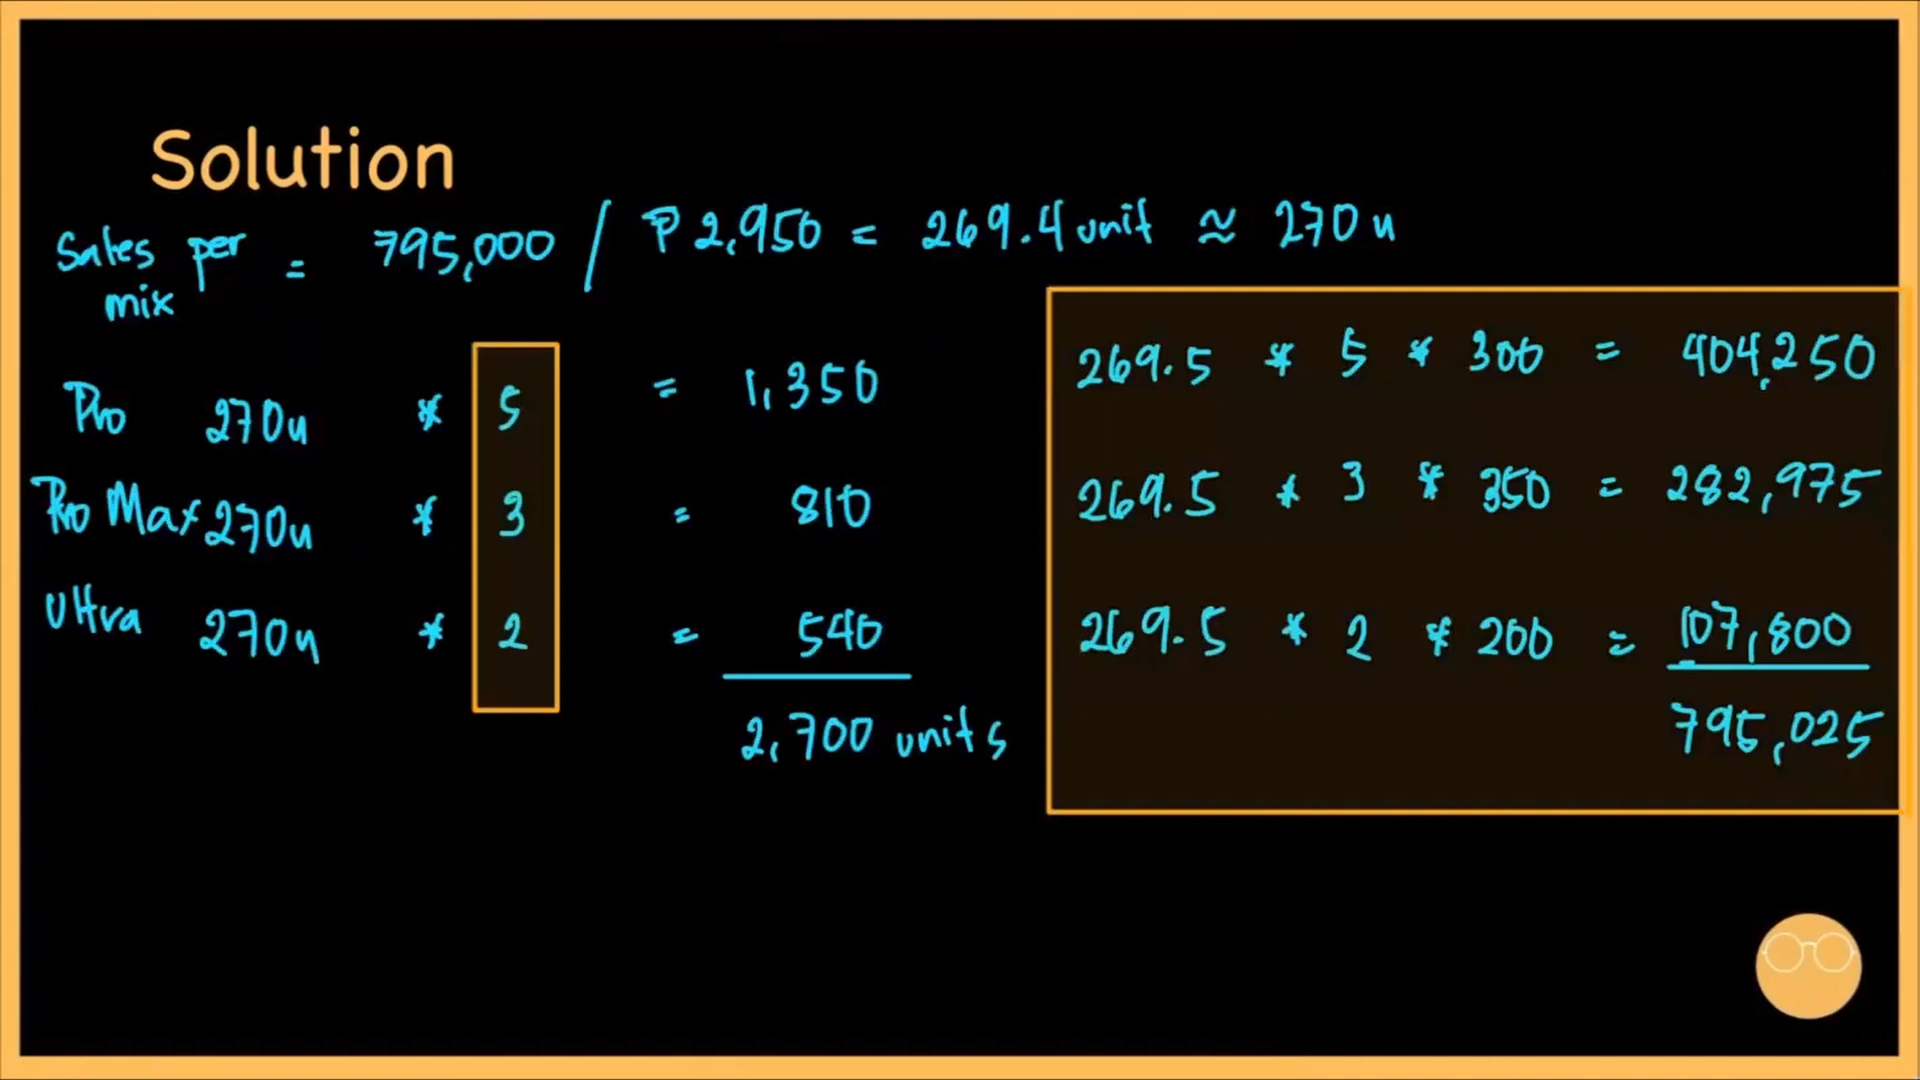 Solution
Sales per mix = 795,000 / ₱2,950 = 269.4 unit ≈ 270 u
Pro 270u * 5 = 1,350
Pro Max 270u * 3 = 810
Ultra 270u * 2 = 540
2,700 units
269.5 * 5 * 300 = 404,250
269.5 * 3 * 350 = 282,975
269.5 * 2 * 200 = 107,800
795,025